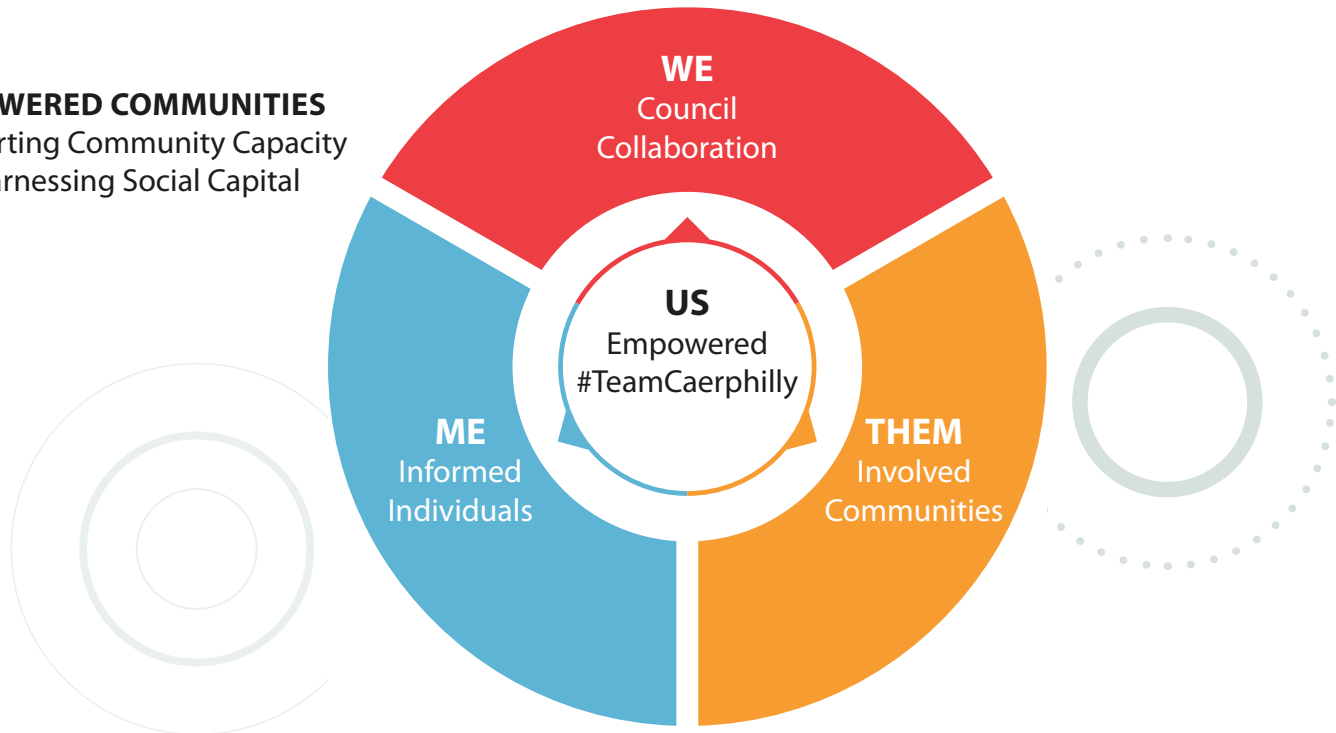 WERED COMMUNITIES
rting Community Capacity
rnessing Social Capital
WE
Council
Collaboration
US
Empowered
#TeamCaerphilly
ME
Informed
Individuals
THEM
Involved
Communities